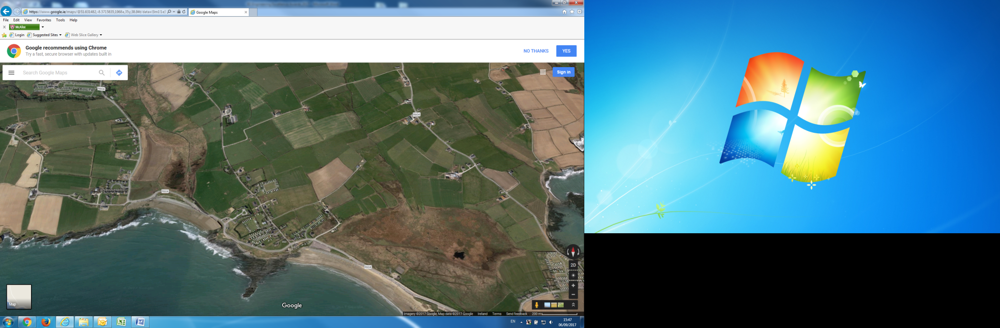 https://www.google.ie/maps/@51.631482,-8.5715835,1968a,35y,38.94t/data=!3m1!1e3
Google Maps
File Edit View Favorites Tools Help
McAfee
Login Suggested Sites Web Slice Gallery
Google recommends using Chrome
Try a fast, secure browser with updates built in
NO THANKS YES
Search Google Maps
Sign in
R604
R604
Laherne Hill
R604
R604
2D
Map
Google
Imagery ©2017 Google, Map data ©2017 Google Ireland Terms Send feedback 200 m
EN
15:47
06/09/2017